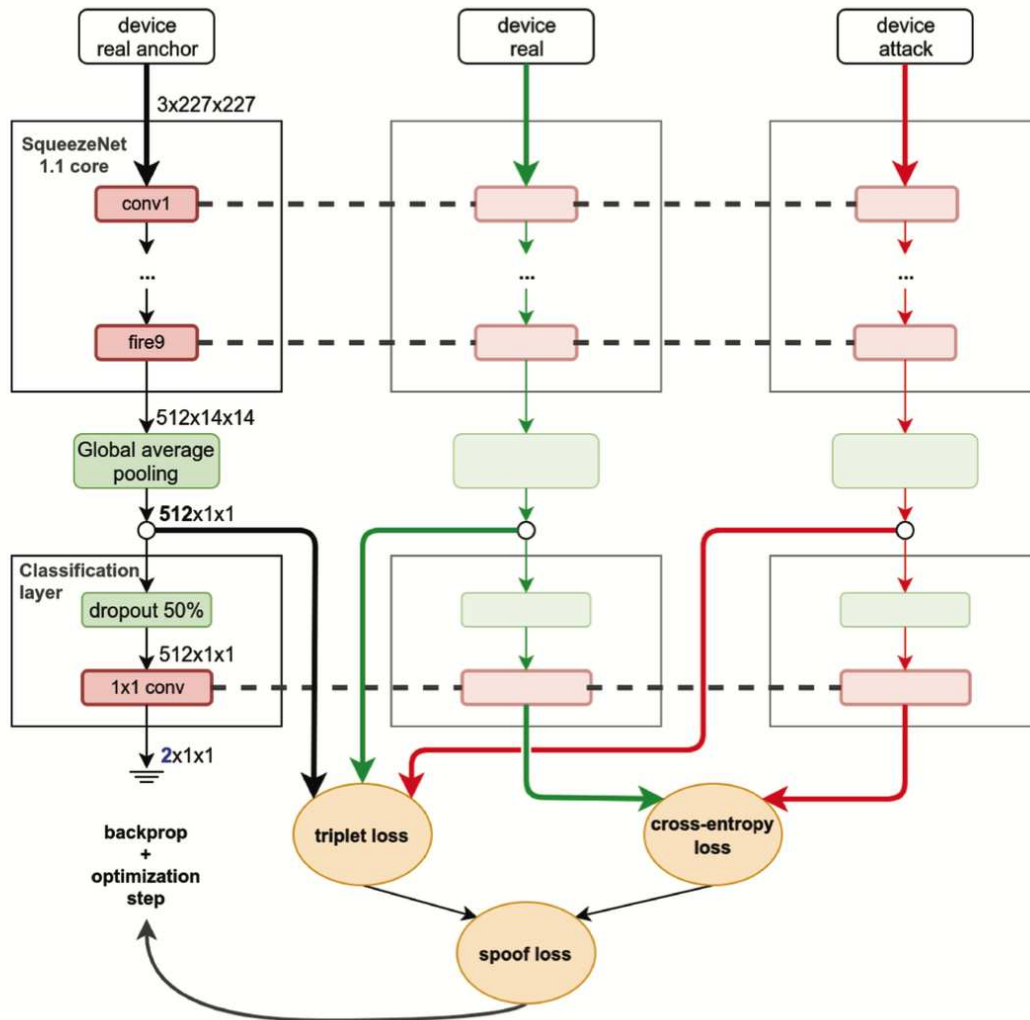 device
real anchor
device
real
device
attack
3x227x227
SqueezeNet
1.1 core
conv1
...
...
...
fire9
512x14x14
Global average
pooling
512x1x1
Classification
layer
dropout 50%
512x1x1
1x1 conv
2x1x1
triplet loss
cross-entropy
loss
backprop
+
optimization
step
spoof loss